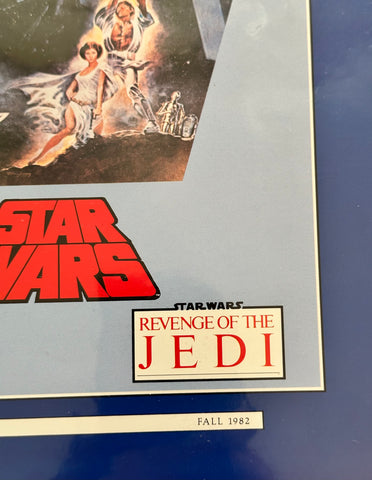 STAR
WARS
STAR WARS
REVENGE OF THE
JEDI
FALL 1982